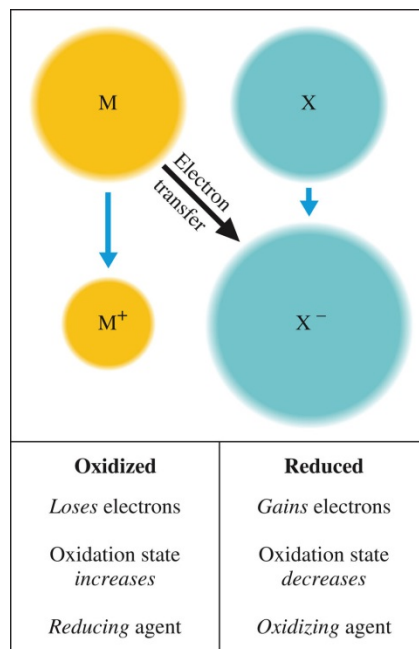 M
X
Electron
transfer
M⁺
X⁻
Oxidized
Loses electrons
Oxidation state
increases
Reducing agent
Reduced
Gains electrons
Oxidation state
decreases
Oxidizing agent